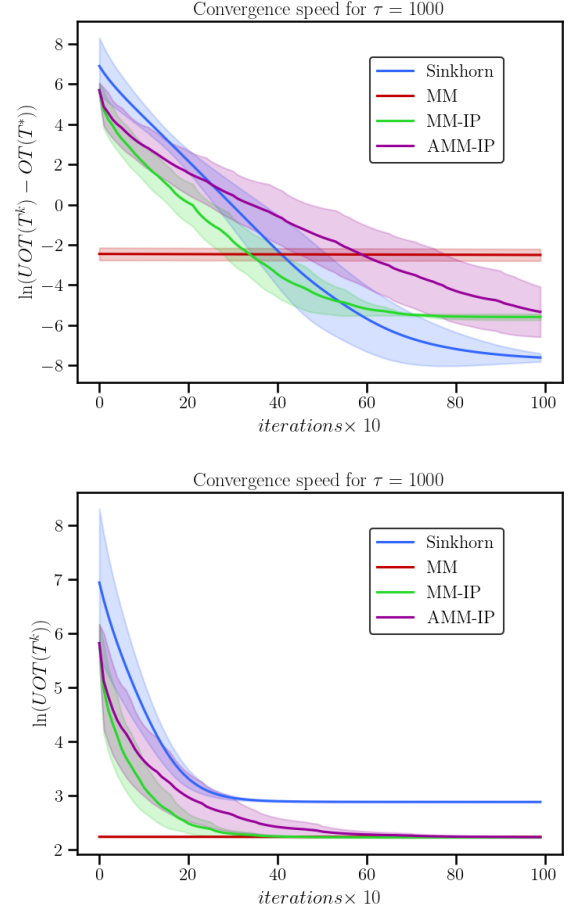 Convergence speed for τ = 1000
ln(UOT(T^k) − OT(T*))
8
6
4
2
0
−2
−4
−6
−8
Sinkhorn
MM
MM-IP
AMM-IP
0 20 40 60 80 100
iterations× 10
Convergence speed for τ = 1000
ln(UOT(T^k))
8
7
6
5
4
3
2
Sinkhorn
MM
MM-IP
AMM-IP
0 20 40 60 80 100
iterations× 10